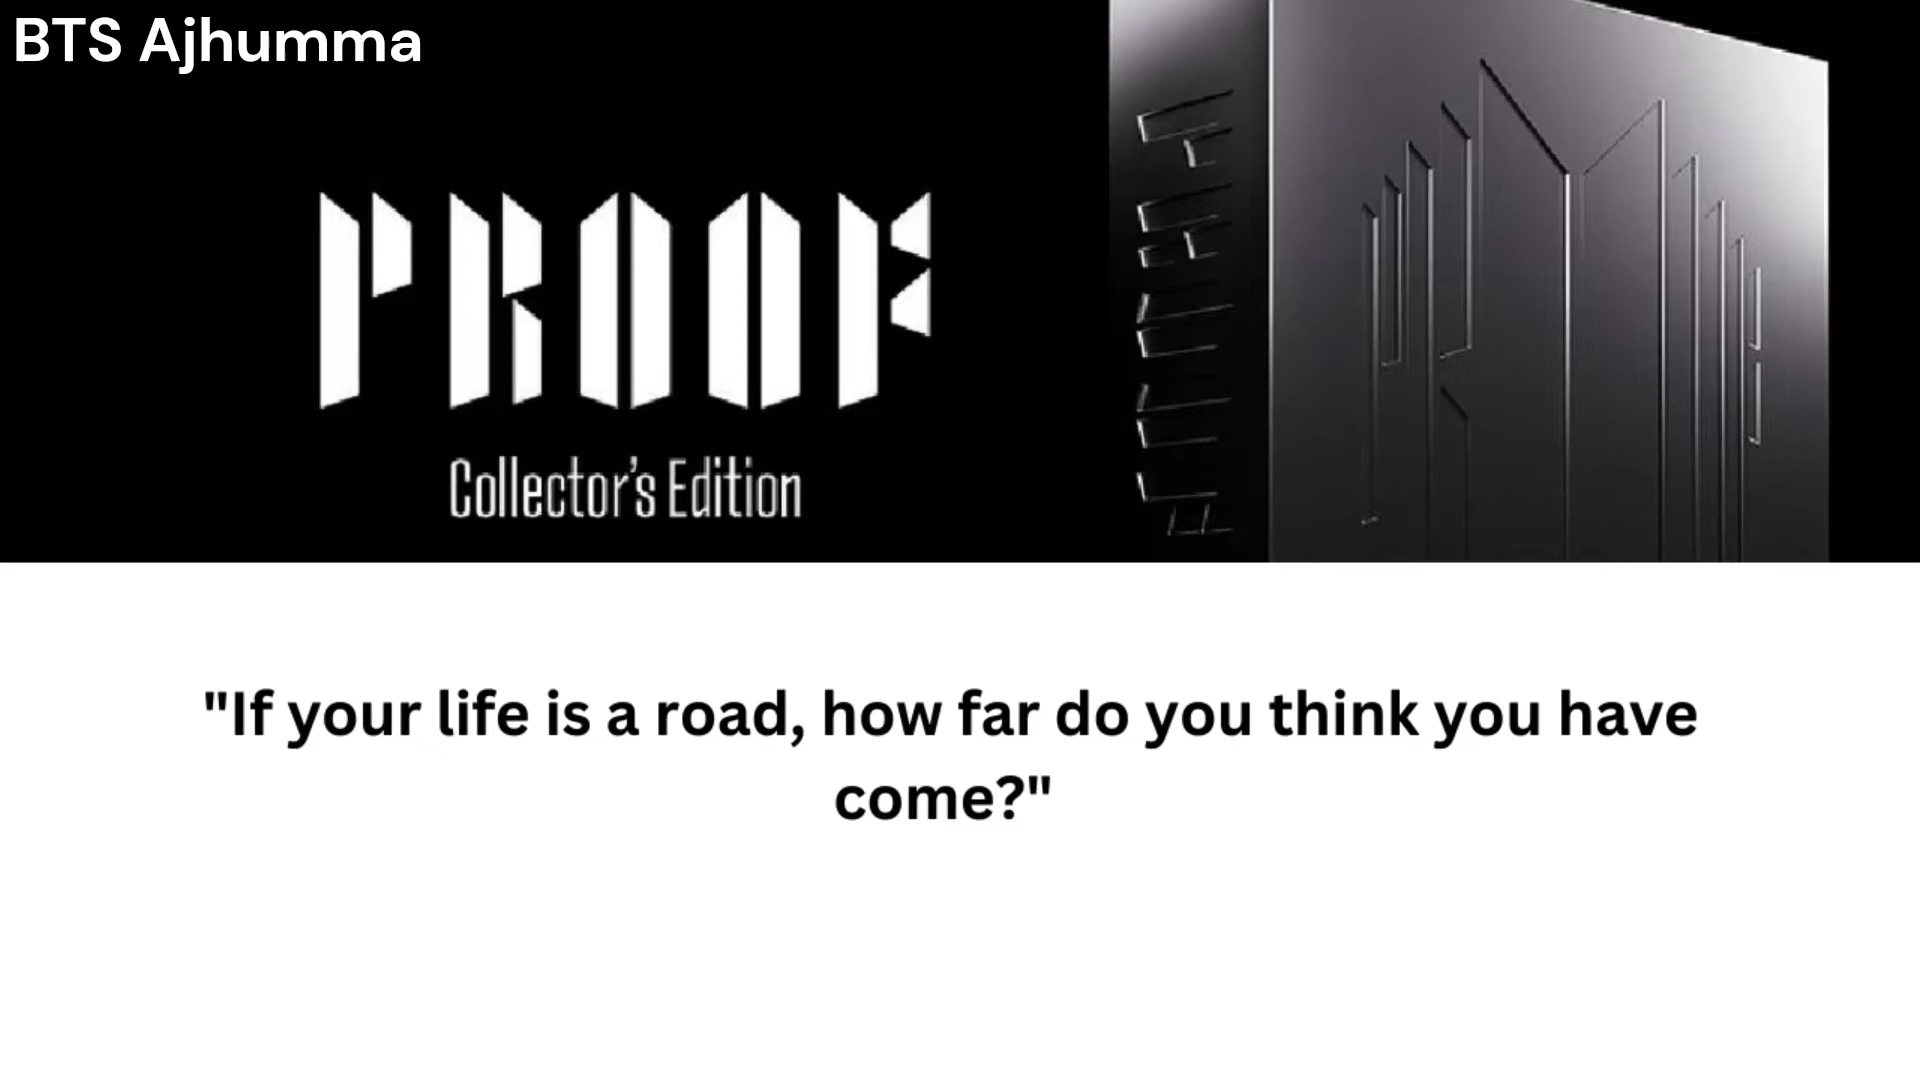 BTS Ajhumma
PROOF
Collector's Edition
"If your life is a road, how far do you think you have
come?"